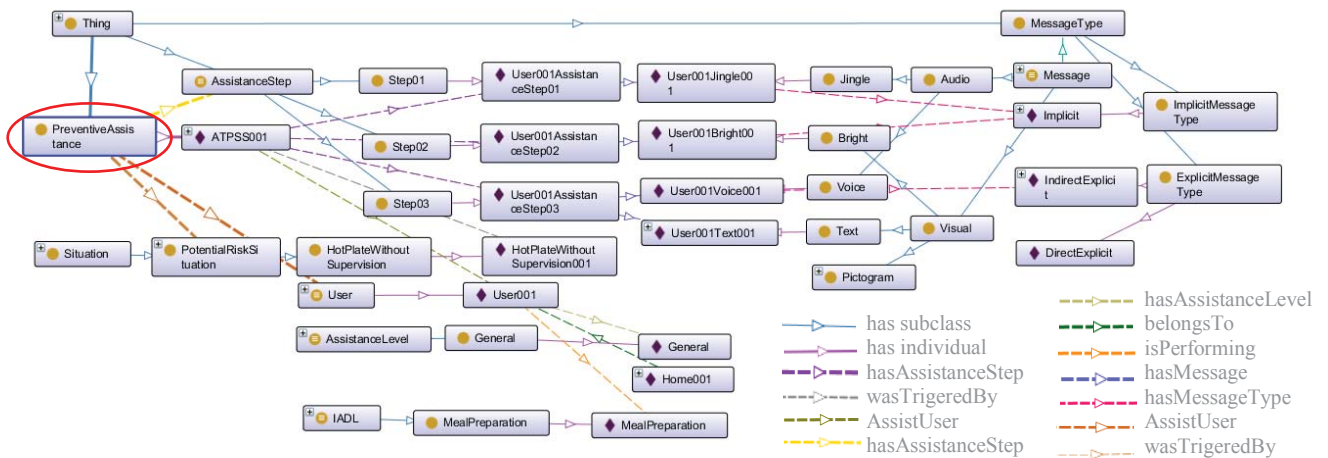 Thing
MessageType
AssistanceStep
Step01
User001Assistan
ceStep01
User001Jingle00
1
Jingle
Audio
Message
PreventiveAssis
tance
ATPSS001
Step02
User001Assistan
ceStep02
User001Bright00
1
Bright
Implicit
ImplicitMessage
Type
Step03
User001Assistan
ceStep03
User001Voice001
Voice
IndirectExplici
t
ExplicitMessage
Type
User001Text001
Text
Visual
Situation
PotentialRiskSi
tuation
HotPlateWithout
Supervision
HotPlateWithout
Supervision001
DirectExplicit
Pictogram
User
User001
AssistanceLevel
General
General
Home001
IADL
MealPreparation
MealPreparation
has subclass
has individual
hasAssistanceStep
wasTrigeredBy
AssistUser
hasAssistanceStep
hasAssistanceLevel
belongsTo
isPerforming
hasMessage
hasMessageType
AssistUser
wasTrigeredBy